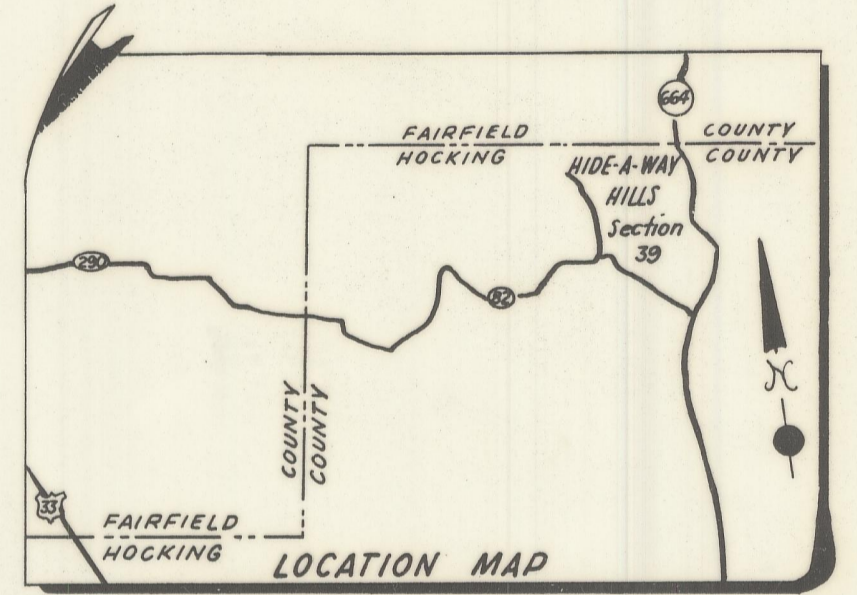 664
FAIRFIELD COUNTY
HOCKING COUNTY
HIDE-A-WAY
HILLS
Section
39
290
82
COUNTY
COUNTY
N
33
FAIRFIELD
HOCKING
LOCATION MAP